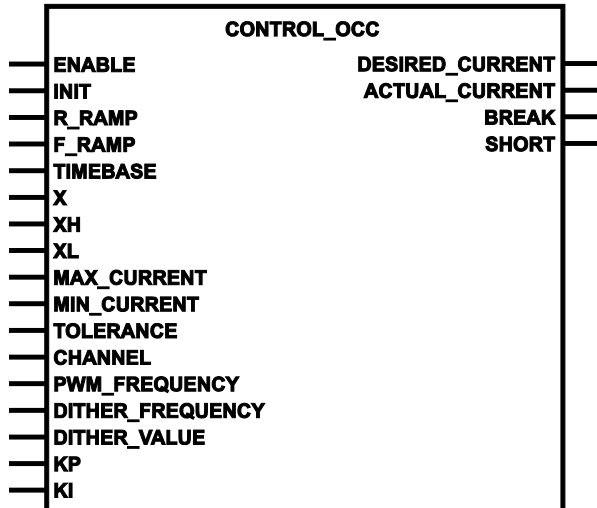 CONTROL_OCC
ENABLE DESIRED_CURRENT
INIT ACTUAL_CURRENT
R_RAMP BREAK
F_RAMP SHORT
TIMEBASE
X
XH
XL
MAX_CURRENT
MIN_CURRENT
TOLERANCE
CHANNEL
PWM_FREQUENCY
DITHER_FREQUENCY
DITHER_VALUE
KP
KI